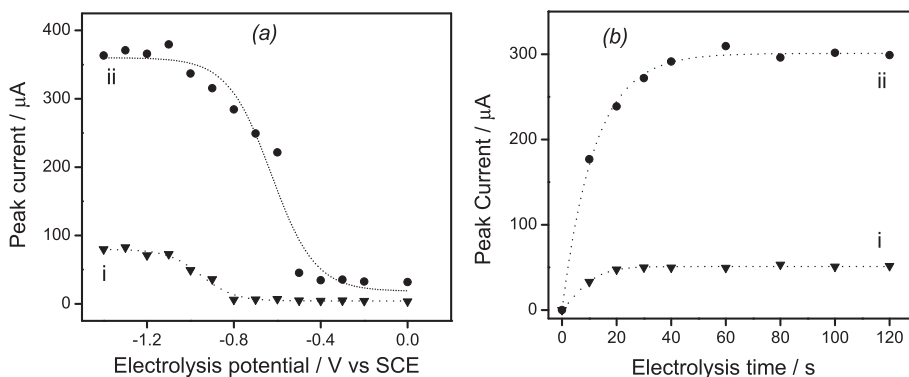 (a)
400
300
200
100
0
ii
i
Peak current / μA
-1.2
-0.8
-0.4
0.0
Electrolysis potential / V vs SCE
(b)
300
200
100
0
ii
i
Peak Current / μA
0
20
40
60
80
100
120
Electrolysis time / s